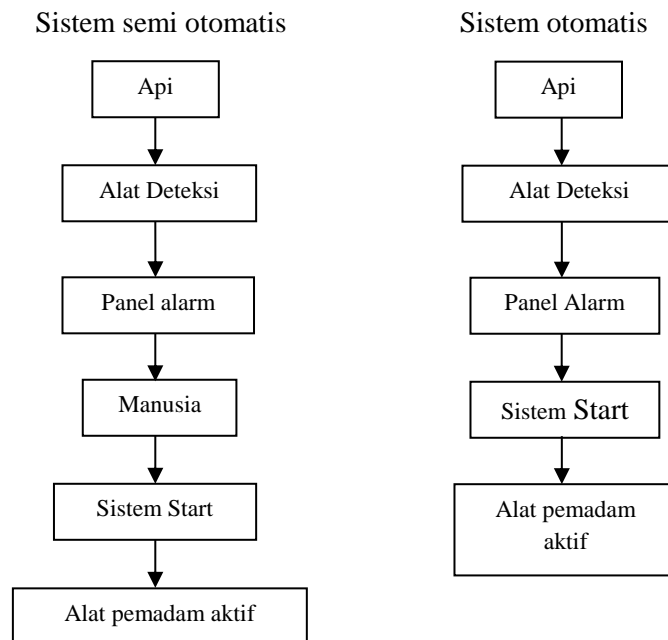 Sistem semi otomatis
Api
Alat Deteksi
Panel alarm
Manusia
Sistem Start
Alat pemadam aktif
Sistem otomatis
Api
Alat Deteksi
Panel Alarm
Sistem Start
Alat pemadam
aktif